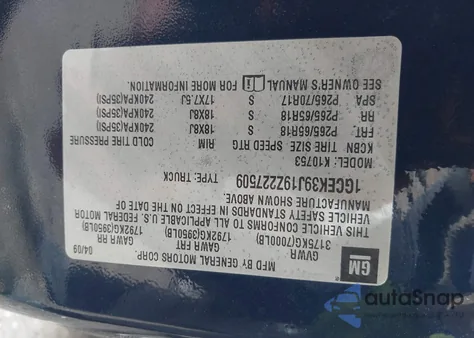 GM
MFD BY GENERAL MOTORS CORP.
04/09
GVWR GAWR FRT GAWR RR
3175KG(7000LB) 1792KG(3950LB) 1792KG(3950LB)
THIS VEHICLE CONFORMS TO ALL APPLICABLE U.S. FEDERAL MOTOR
VEHICLE SAFETY STANDARDS IN EFFECT ON THE DATE OF
MANUFACTURE SHOWN ABOVE.
1GCEK39J19Z227509 TYPE: TRUCK
MODEL: K10753
KCBN TIRE SIZE SPEED RTG RIM COLD TIRE PRESSURE
FRT P265/65R18 S 18X8J 240KPA(35PSI)
RR P265/65R18 S 18X8J 240KPA(35PSI)
SPA P265/70R17 S 17X7.5J 240KPA(35PSI)
SEE OWNER'S MANUAL FOR MORE INFORMATION.
autoSnap